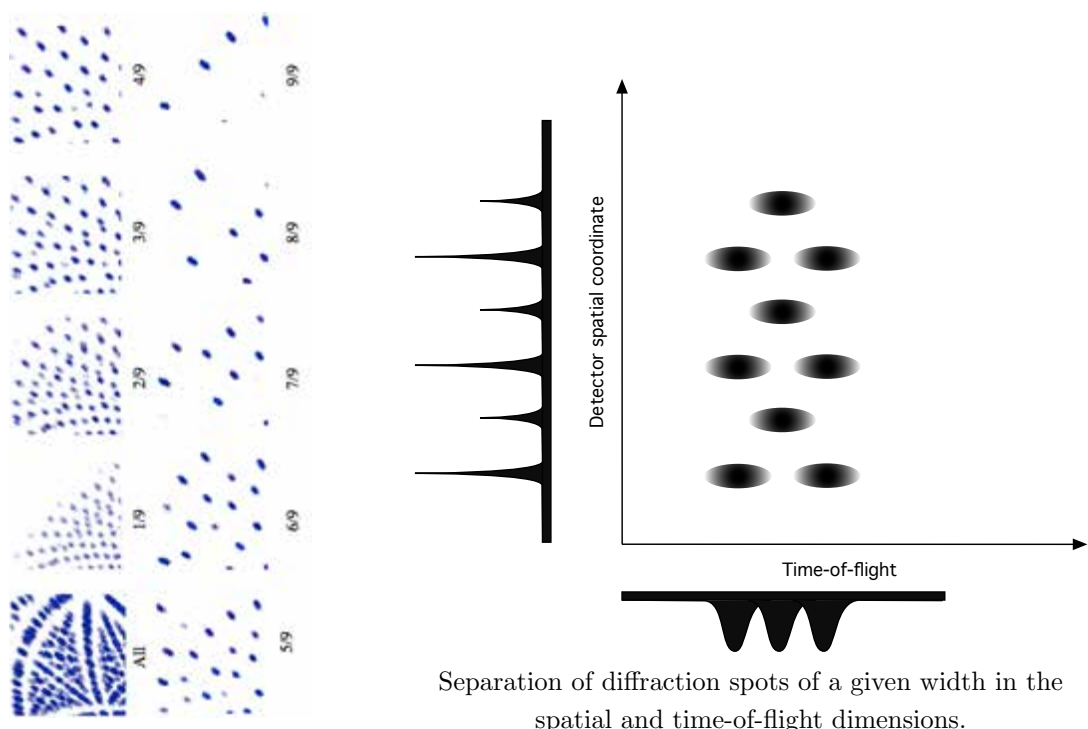 4/9
9/9
3/9
8/9
2/9
7/9
1/9
6/9
All
5/9
Detector spatial coordinate
Time-of-flight
Separation of diffraction spots of a given width in the
spatial and time-of-flight dimensions.